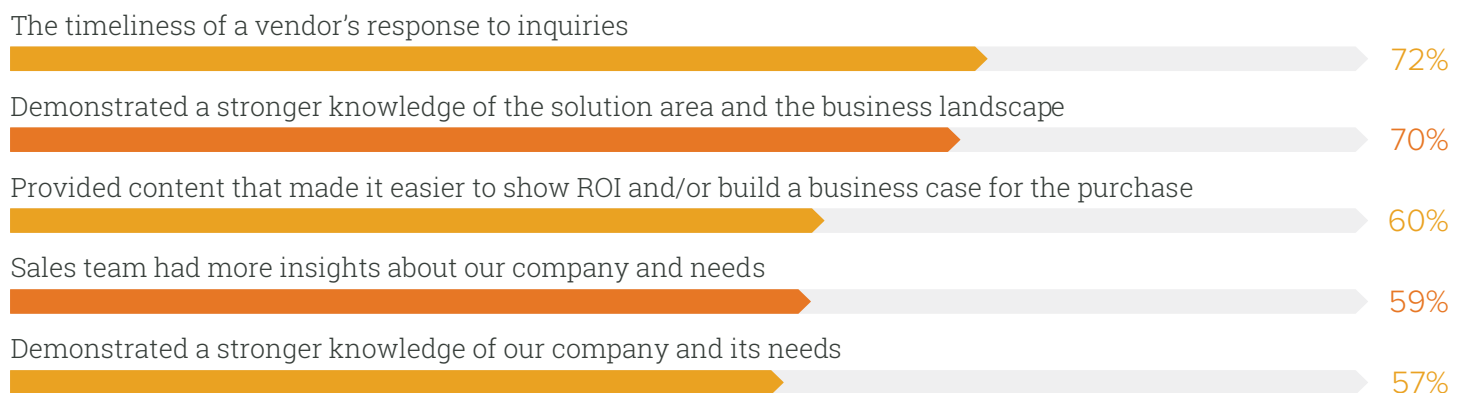 The timeliness of a vendor’s response to inquiries
72%
Demonstrated a stronger knowledge of the solution area and the business landscape
70%
Provided content that made it easier to show ROI and/or build a business case for the purchase
60%
Sales team had more insights about our company and needs
59%
Demonstrated a stronger knowledge of our company and its needs
57%